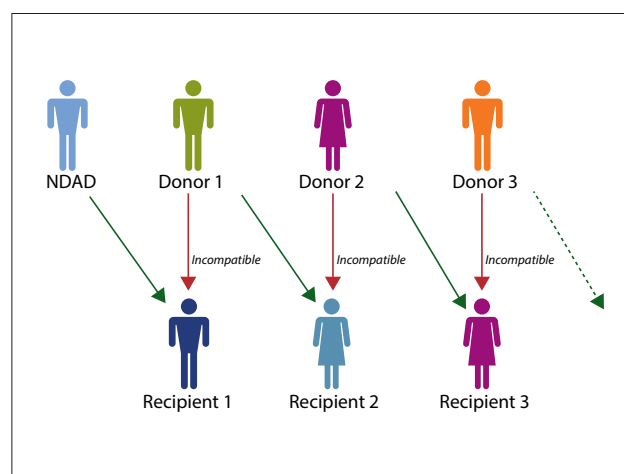 NDAD
Donor 1
Donor 2
Donor 3
Incompatible
Incompatible
Incompatible
Recipient 1
Recipient 2
Recipient 3